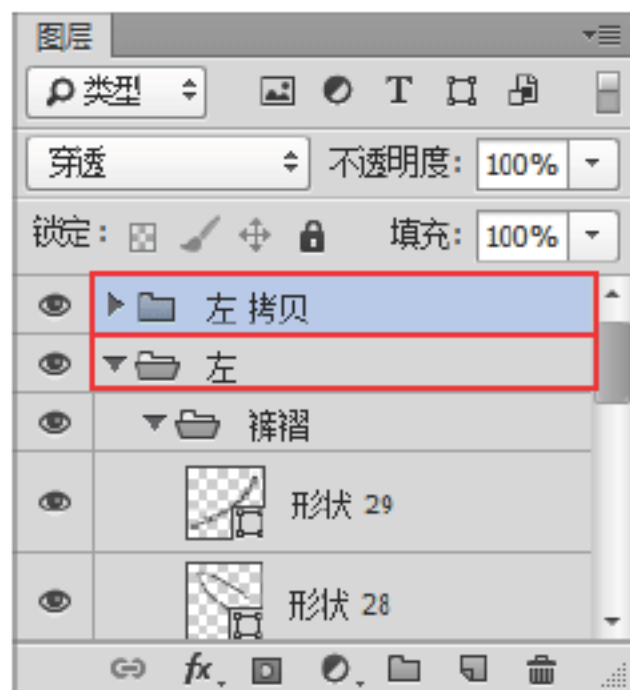 图层
类型 T
穿透 不透明度: 100%
锁定: 填充: 100%
左 拷贝
左
裤褶
形状 29
形状 28
fx.